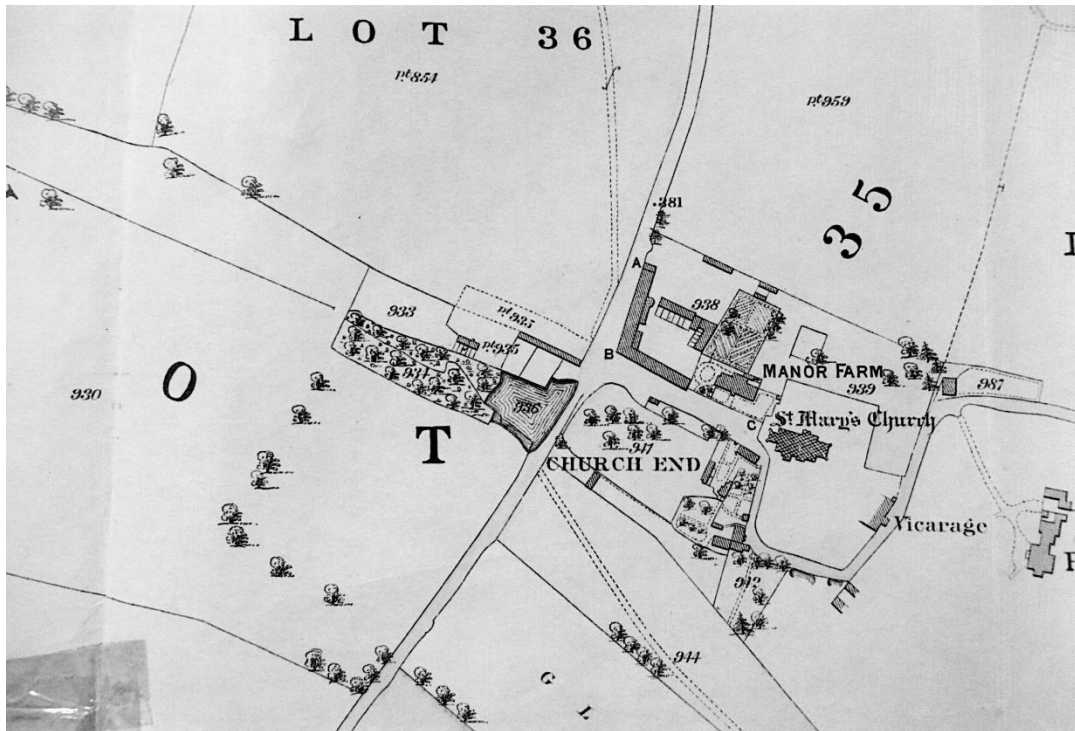 LOT 36
pt 854
pt 959
35
.381
A
938
933
pt 935
pt 935
B
934
MANOR FARM
939
987
930
O
936
C
St. Mary's Church
T
941
CHURCH END
Vicarage
942
944
G L